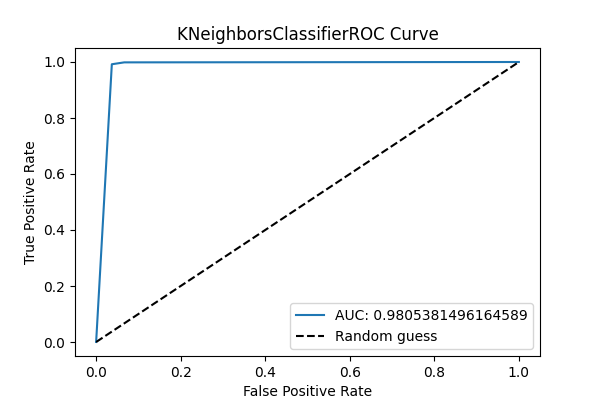 KNeighborsClassifierROC Curve
1.0
0.8
0.6
0.4
0.2
0.0
True Positive Rate
AUC: 0.9805381496164589
Random guess
0.0 0.2 0.4 0.6 0.8 1.0
False Positive Rate